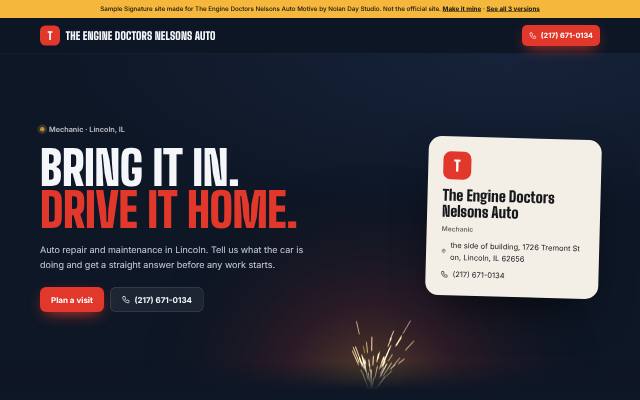 Sample Signature site made for The Engine Doctors Nelsons Auto Motive by Nolan Day Studio. Not the official site. Make it mine · See all 3 versions
T THE ENGINE DOCTORS NELSONS AUTO
(217) 671-0134
Mechanic · Lincoln, IL
BRING IT IN.
DRIVE IT HOME.
Auto repair and maintenance in Lincoln. Tell us what the car is
doing and get a straight answer before any work starts.
Plan a visit
(217) 671-0134
T
The Engine Doctors
Nelsons Auto
Mechanic
the side of building, 1726 Tremont St
on, Lincoln, IL 62656
(217) 671-0134